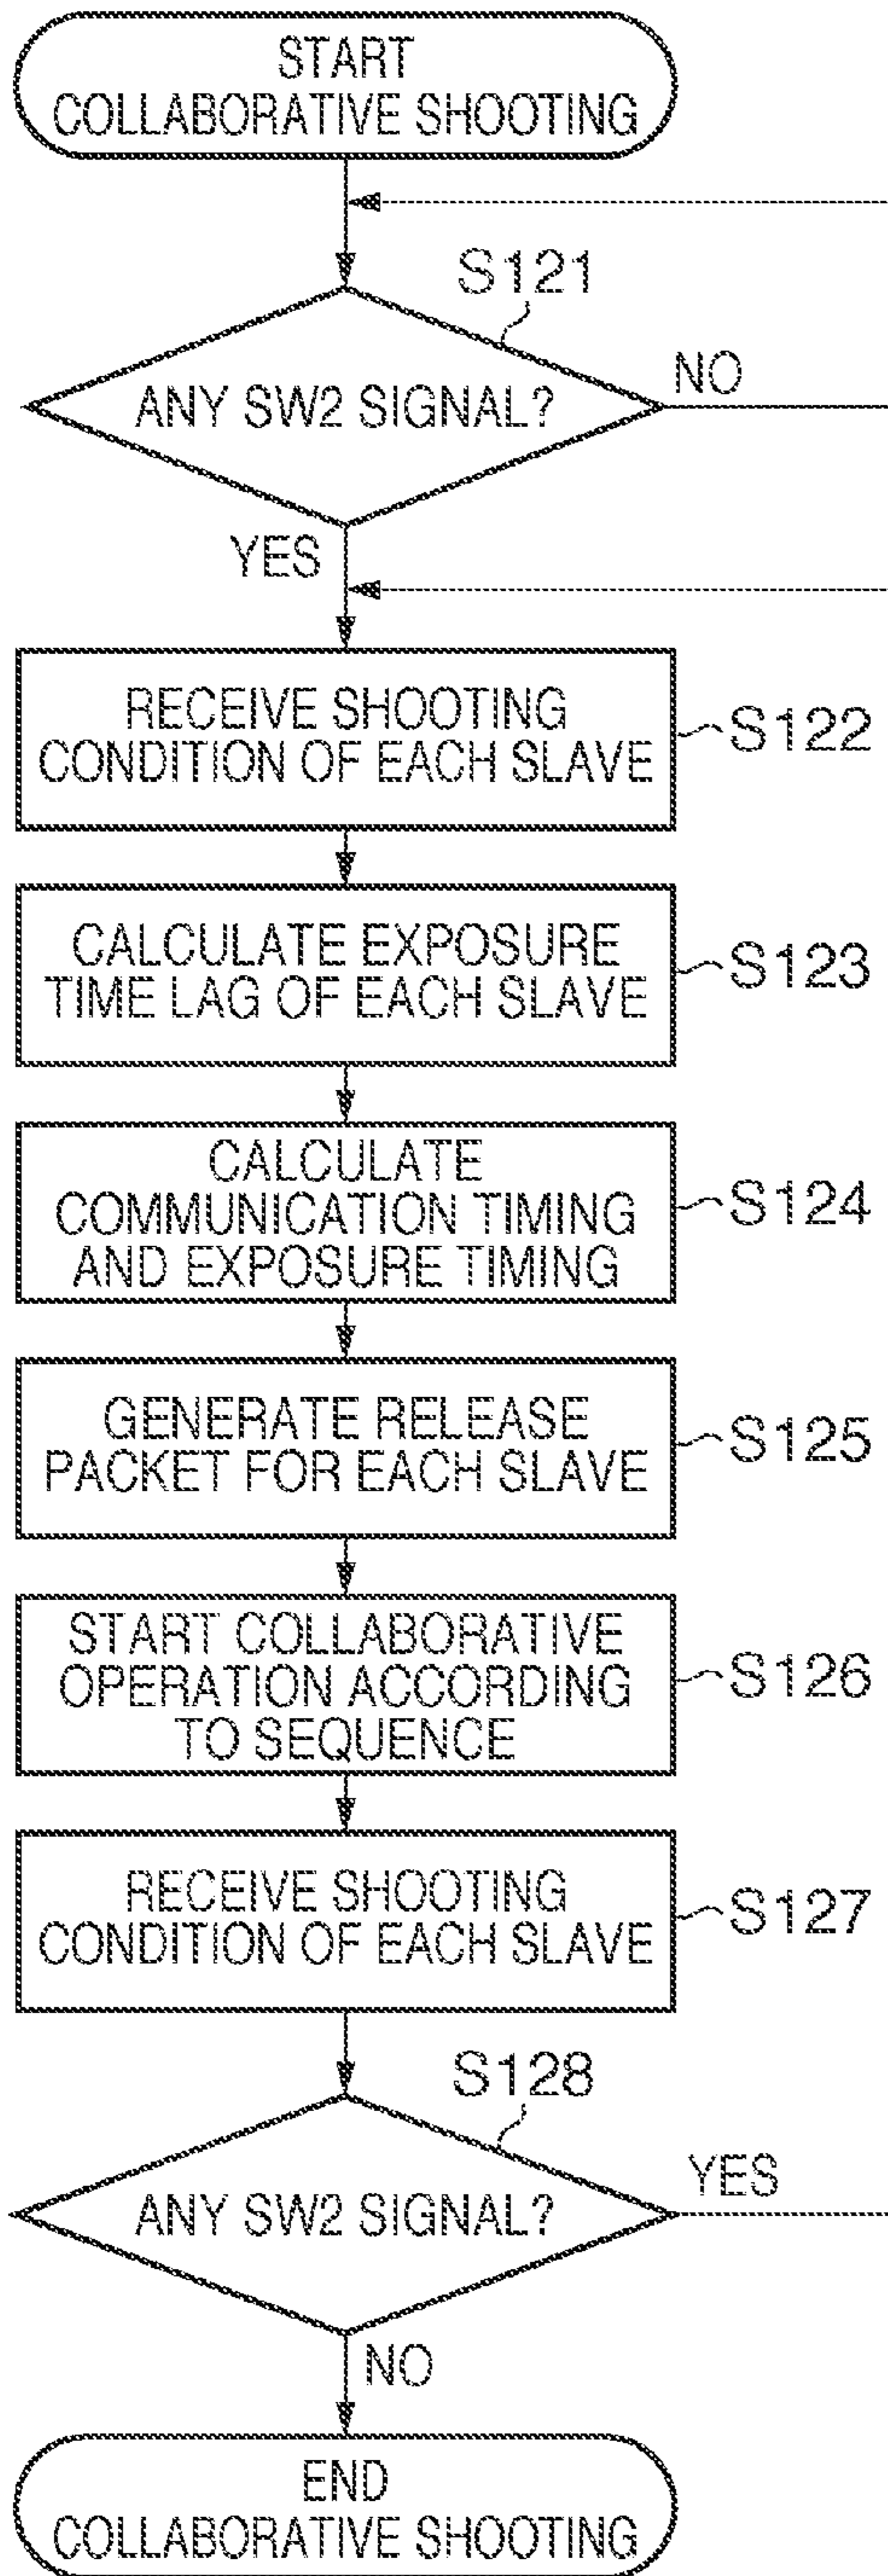 START
COLLABORATIVE SHOOTING
S121
ANY SW2 SIGNAL?
NO
YES
RECEIVE SHOOTING
CONDITION OF EACH SLAVE
S122
CALCULATE EXPOSURE
TIME LAG OF EACH SLAVE
S123
CALCULATE
COMMUNICATION TIMING
AND EXPOSURE TIMING
S124
GENERATE RELEASE
PACKET FOR EACH SLAVE
S125
START COLLABORATIVE
OPERATION ACCORDING
TO SEQUENCE
S126
RECEIVE SHOOTING
CONDITION OF EACH SLAVE
S127
S128
ANY SW2 SIGNAL?
YES
NO
END
COLLABORATIVE SHOOTING